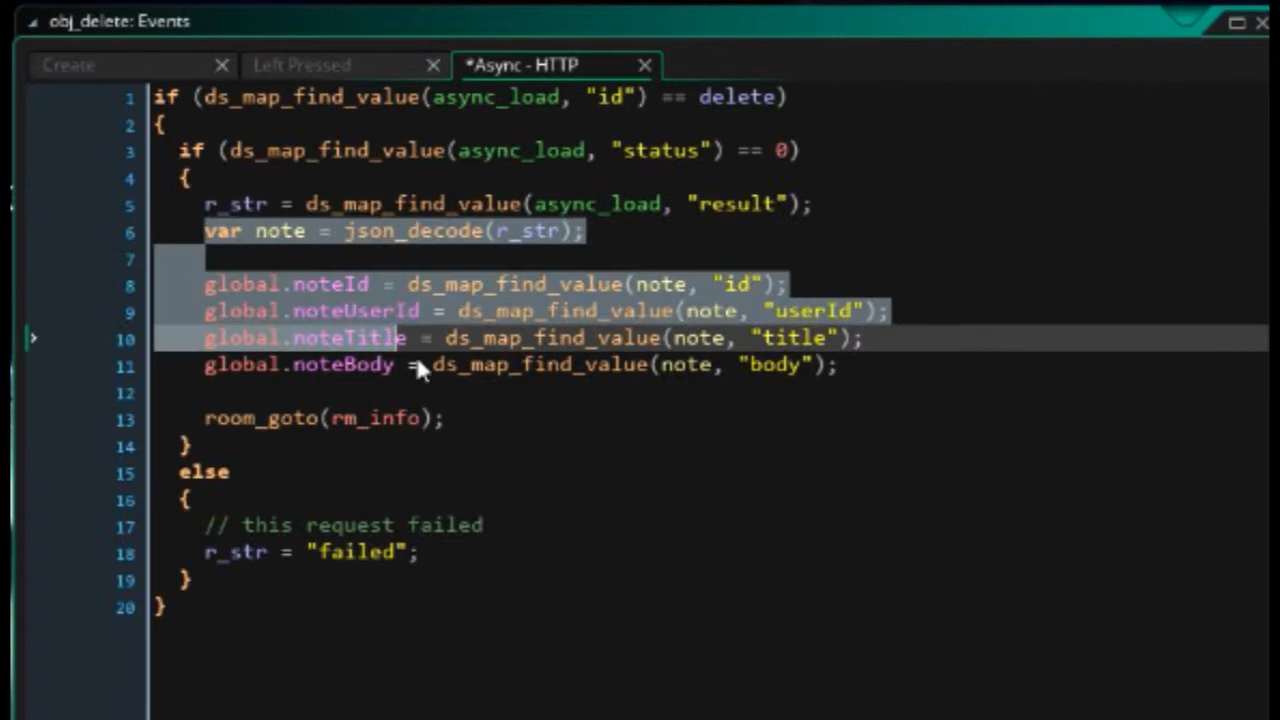 obj_delete: Events
Create
Left Pressed
*Async - HTTP
1 if (ds_map_find_value(async_load, "id") == delete)
2 {
3 if (ds_map_find_value(async_load, "status") == 0)
4 {
5 r_str = ds_map_find_value(async_load, "result");
6 var note = json_decode(r_str);
7
8 global.noteId = ds_map_find_value(note, "id");
9 global.noteUserId = ds_map_find_value(note, "userId");
10 global.noteTitle = ds_map_find_value(note, "title");
11 global.noteBody = ds_map_find_value(note, "body");
12
13 room_goto(rm_info);
14 }
15 else
16 {
17 // this request failed
18 r_str = "failed";
19 }
20 }